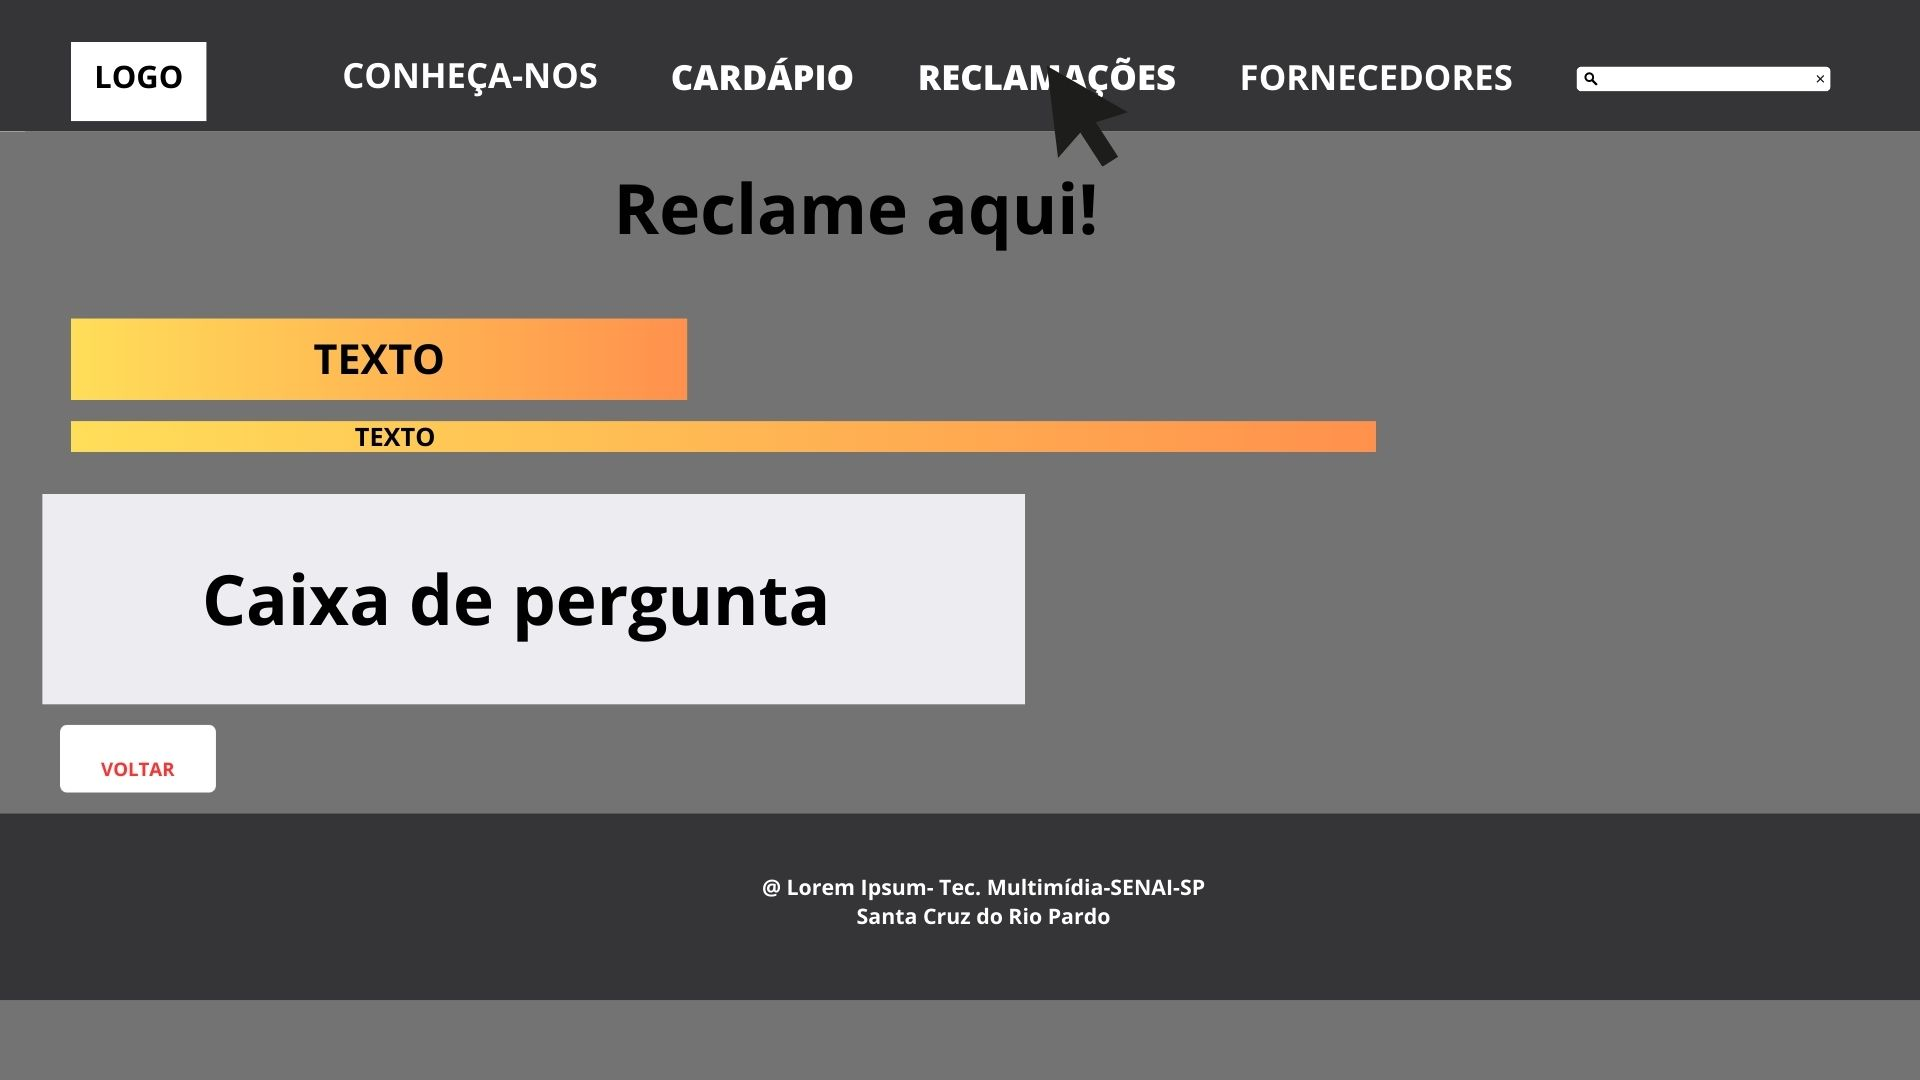 LOGO
CONHEÇA-NOS
CARDÁPIO
RECLAMAÇÕES
FORNECEDORES
×
Reclame aqui!
TEXTO
TEXTO
Caixa de pergunta
VOLTAR
@ Lorem Ipsum- Tec. Multimídia-SENAI-SP
Santa Cruz do Rio Pardo